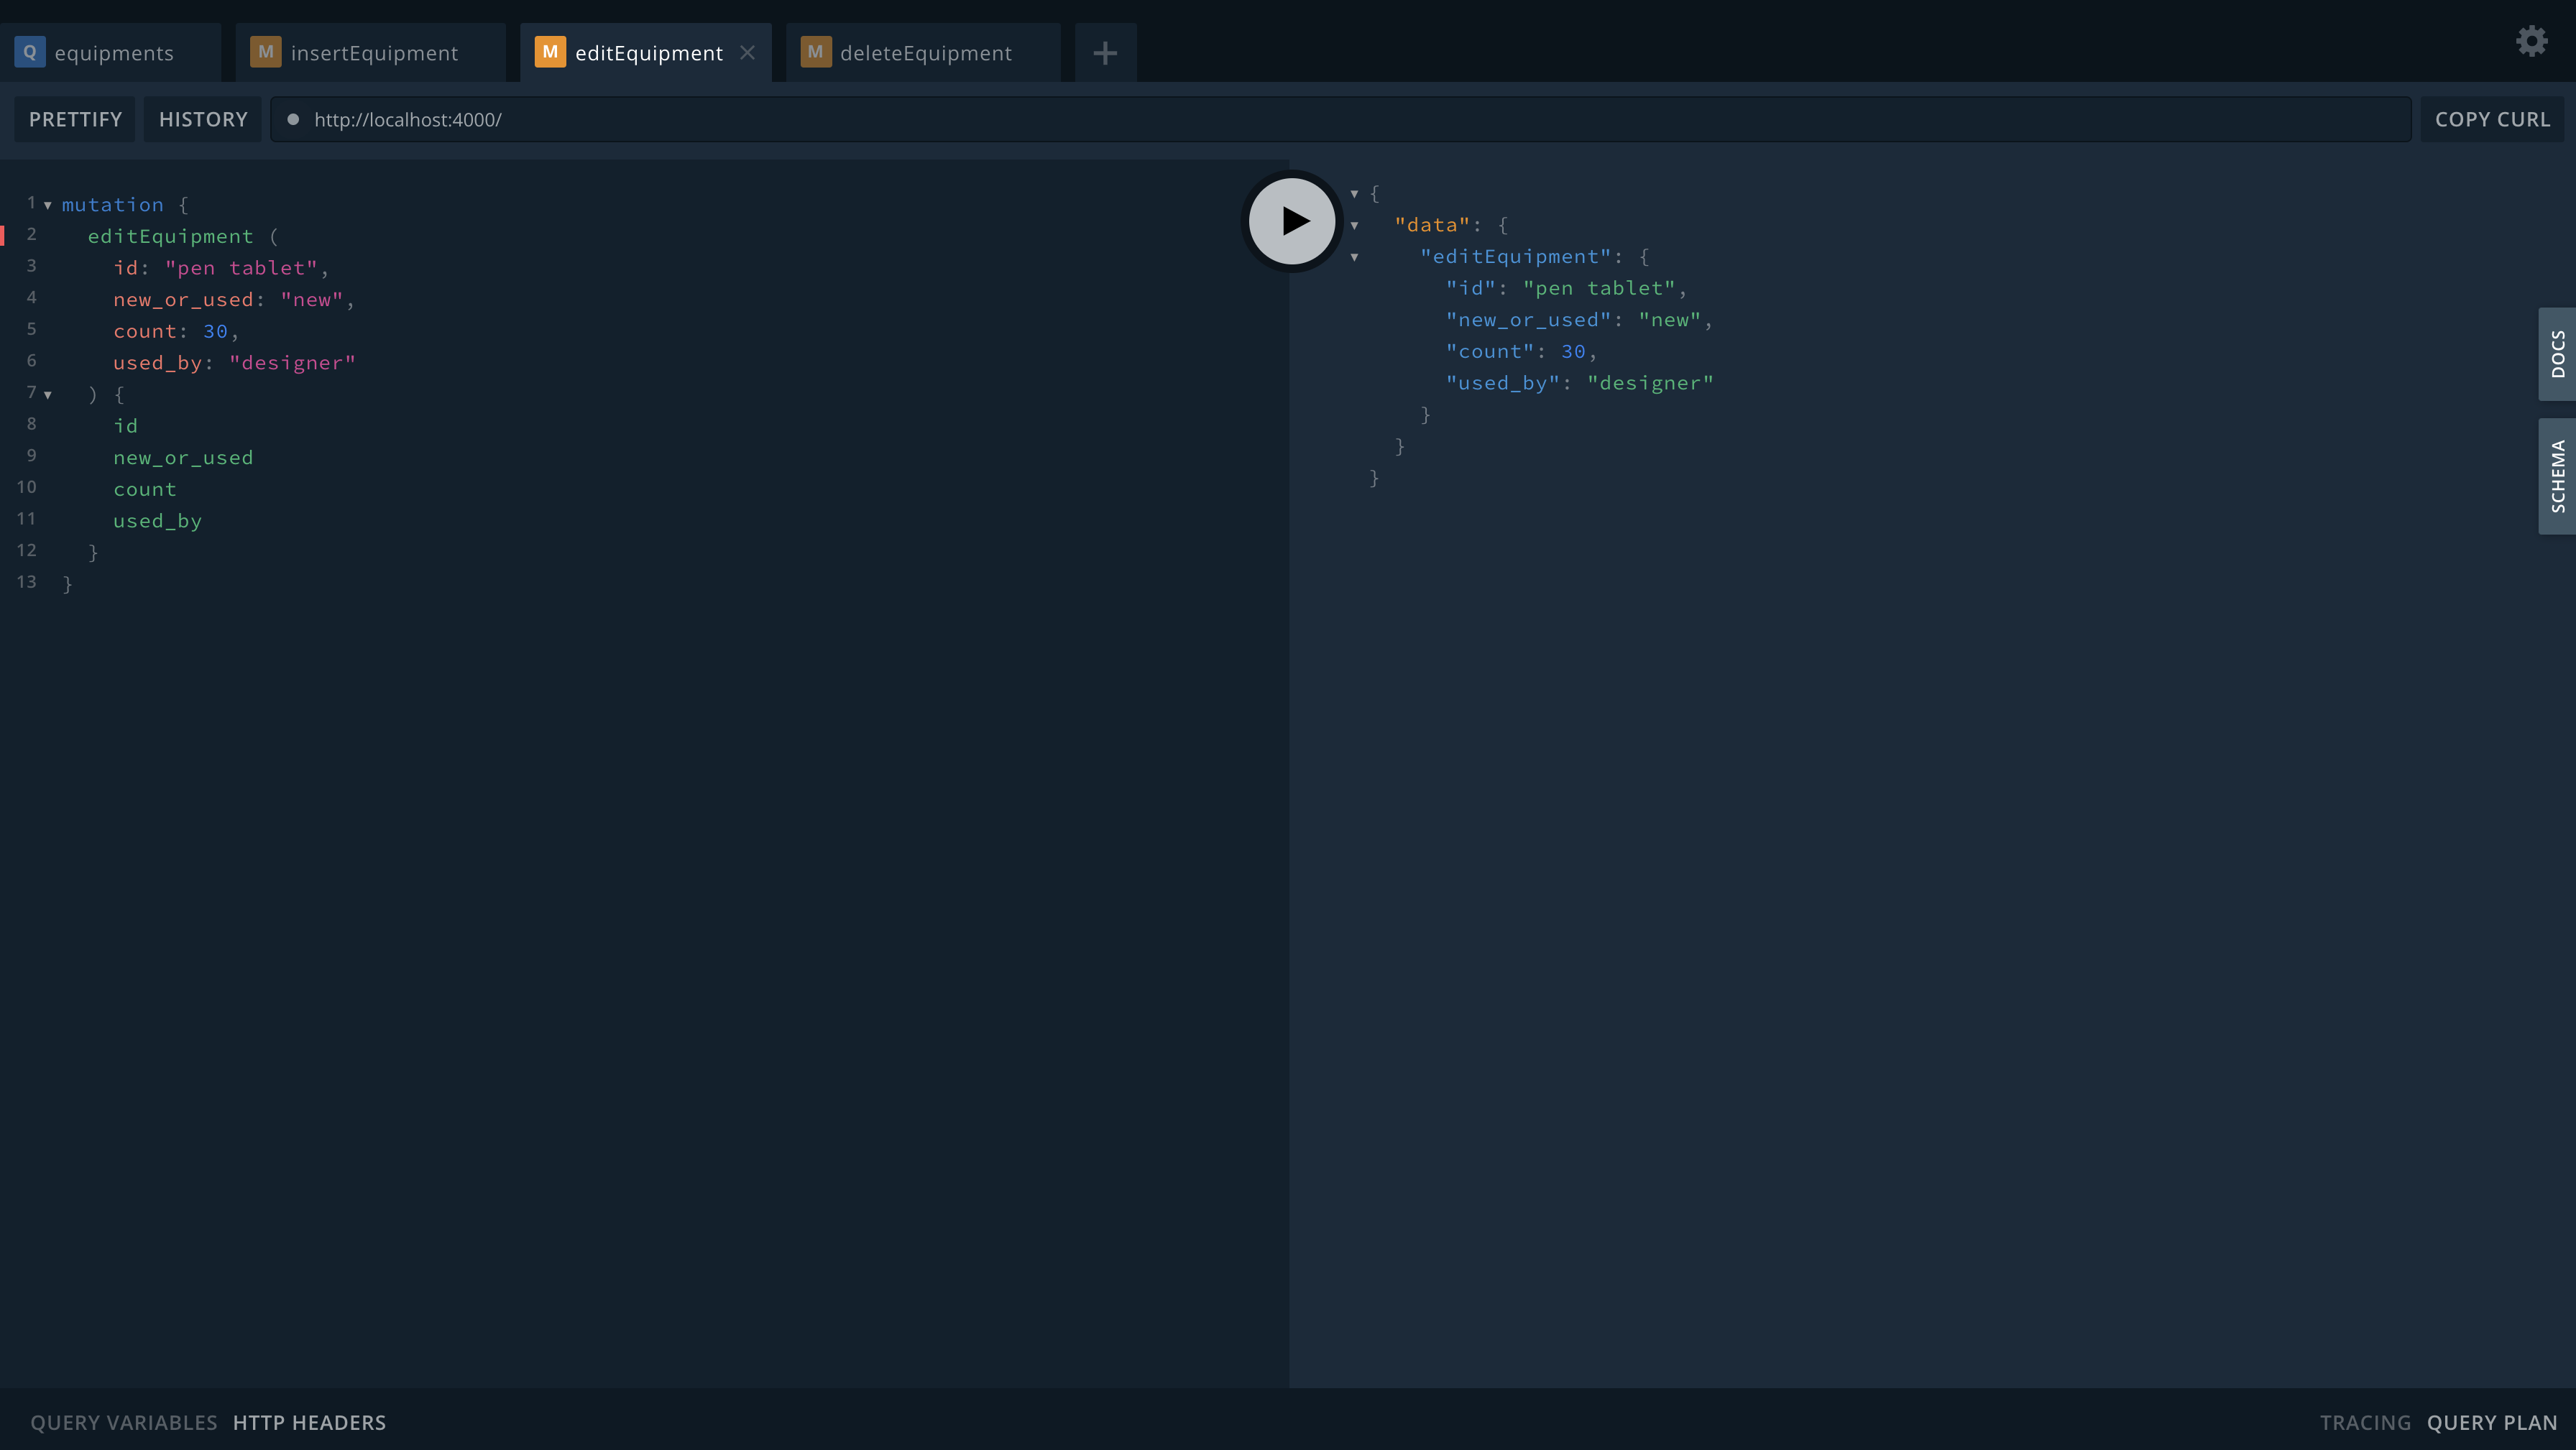 Q equipments M insertEquipment M editEquipment M deleteEquipment
PRETTIFY HISTORY http://localhost:4000/ COPY CURL
1 mutation {
2 editEquipment (
3 id: "pen tablet",
4 new_or_used: "new",
5 count: 30,
6 used_by: "designer"
7 ) {
8 id
9 new_or_used
10 count
11 used_by
12 }
13 }
{
"data": {
"editEquipment": {
"id": "pen tablet",
"new_or_used": "new",
"count": 30,
"used_by": "designer"
}
}
}
DOCS
SCHEMA
QUERY VARIABLES HTTP HEADERS TRACING QUERY PLAN